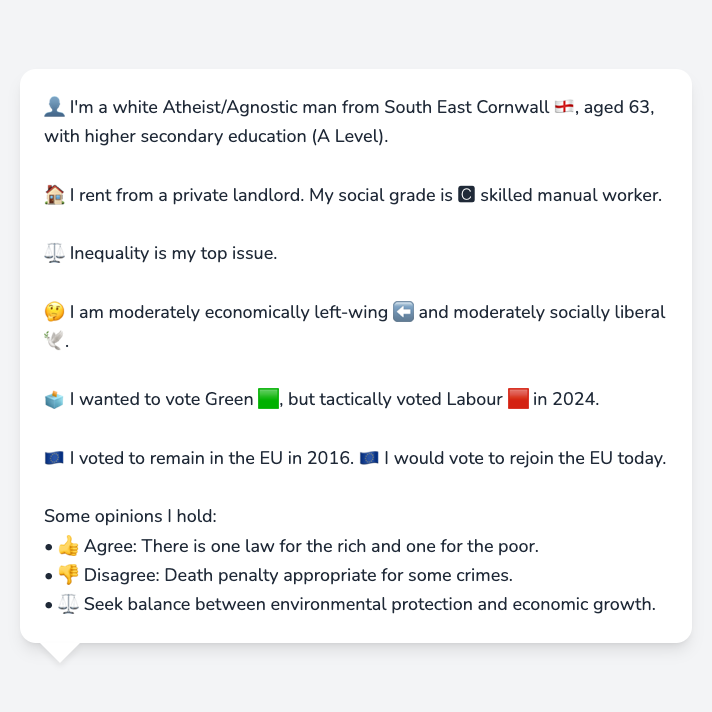 👤 I'm a white Atheist/Agnostic man from South East Cornwall 🏴󠁧󠁢󠁥󠁮󠁧󠁿, aged 63,
with higher secondary education (A Level).
🏠 I rent from a private landlord. My social grade is 🅲 skilled manual worker.
⚖️ Inequality is my top issue.
🤔 I am moderately economically left-wing ⬅️ and moderately socially liberal
🕊️.
🗳️ I wanted to vote Green 🟩, but tactically voted Labour 🟥 in 2024.
🇪🇺 I voted to remain in the EU in 2016. 🇪🇺 I would vote to rejoin the EU today.
Some opinions I hold:
• 👍 Agree: There is one law for the rich and one for the poor.
• 👎 Disagree: Death penalty appropriate for some crimes.
• ⚖️ Seek balance between environmental protection and economic growth.